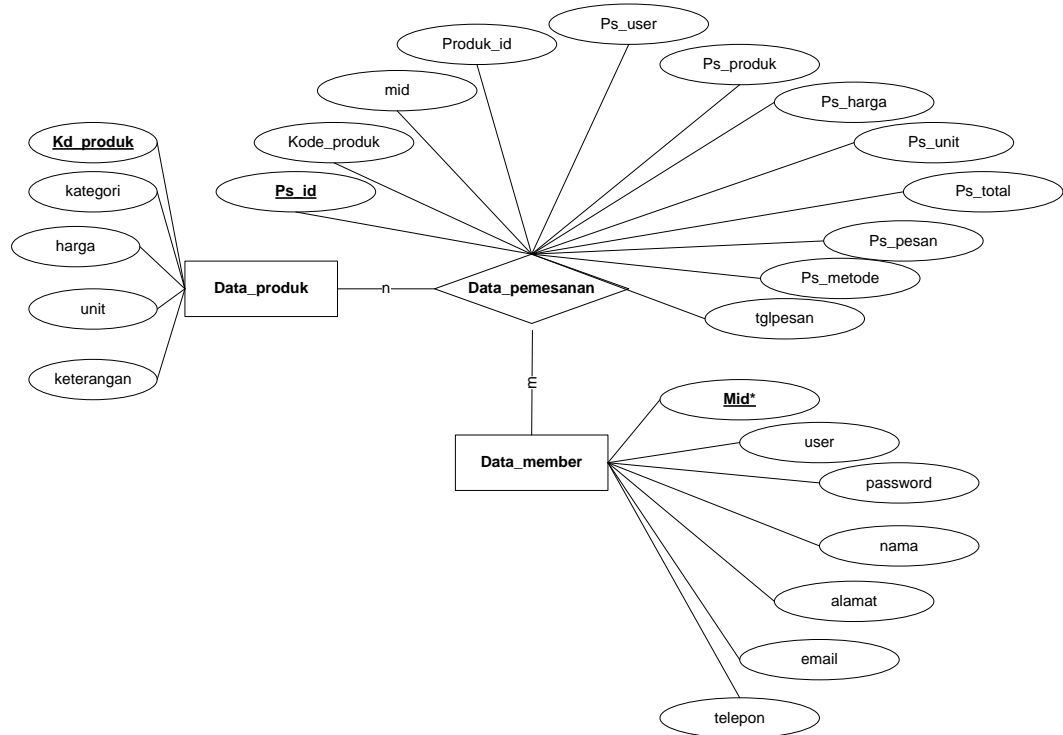 Ps_user
Produk_id
Ps_produk
mid
Ps_harga
Kd_produk
Kode_produk
Ps_unit
kategori
Ps_id
Ps_total
harga
Ps_pesan
Ps_metode
Data_produk
n
Data_pemesanan
unit
tglpesan
keterangan
m
Mid*
user
Data_member
password
nama
alamat
email
telepon